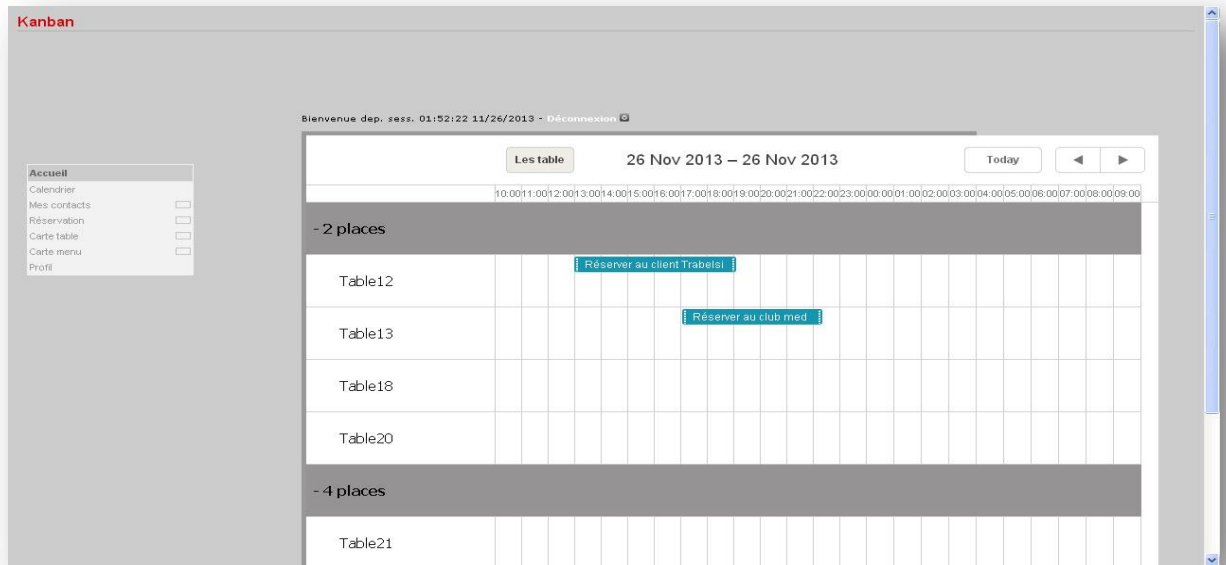 Kanban
Bienvenue dep. sess. 01:52:22 11/26/2013 - Déconnexion
Accueil
Calendrier
Mes contacts
Réservation
Carte table
Carte menu
Profil
Les table
26 Nov 2013 – 26 Nov 2013
Today
10:00 11:00 12:00 13:00 14:00 15:00 16:00 17:00 18:00 19:00 20:00 21:00 22:00 23:00 00:00 01:00 02:00 03:00 04:00 05:00 06:00 07:00 08:00 09:00
- 2 places
Réserver au client Trabelsi
Table12
Réserver au club med
Table13
Table18
Table20
- 4 places
Table21